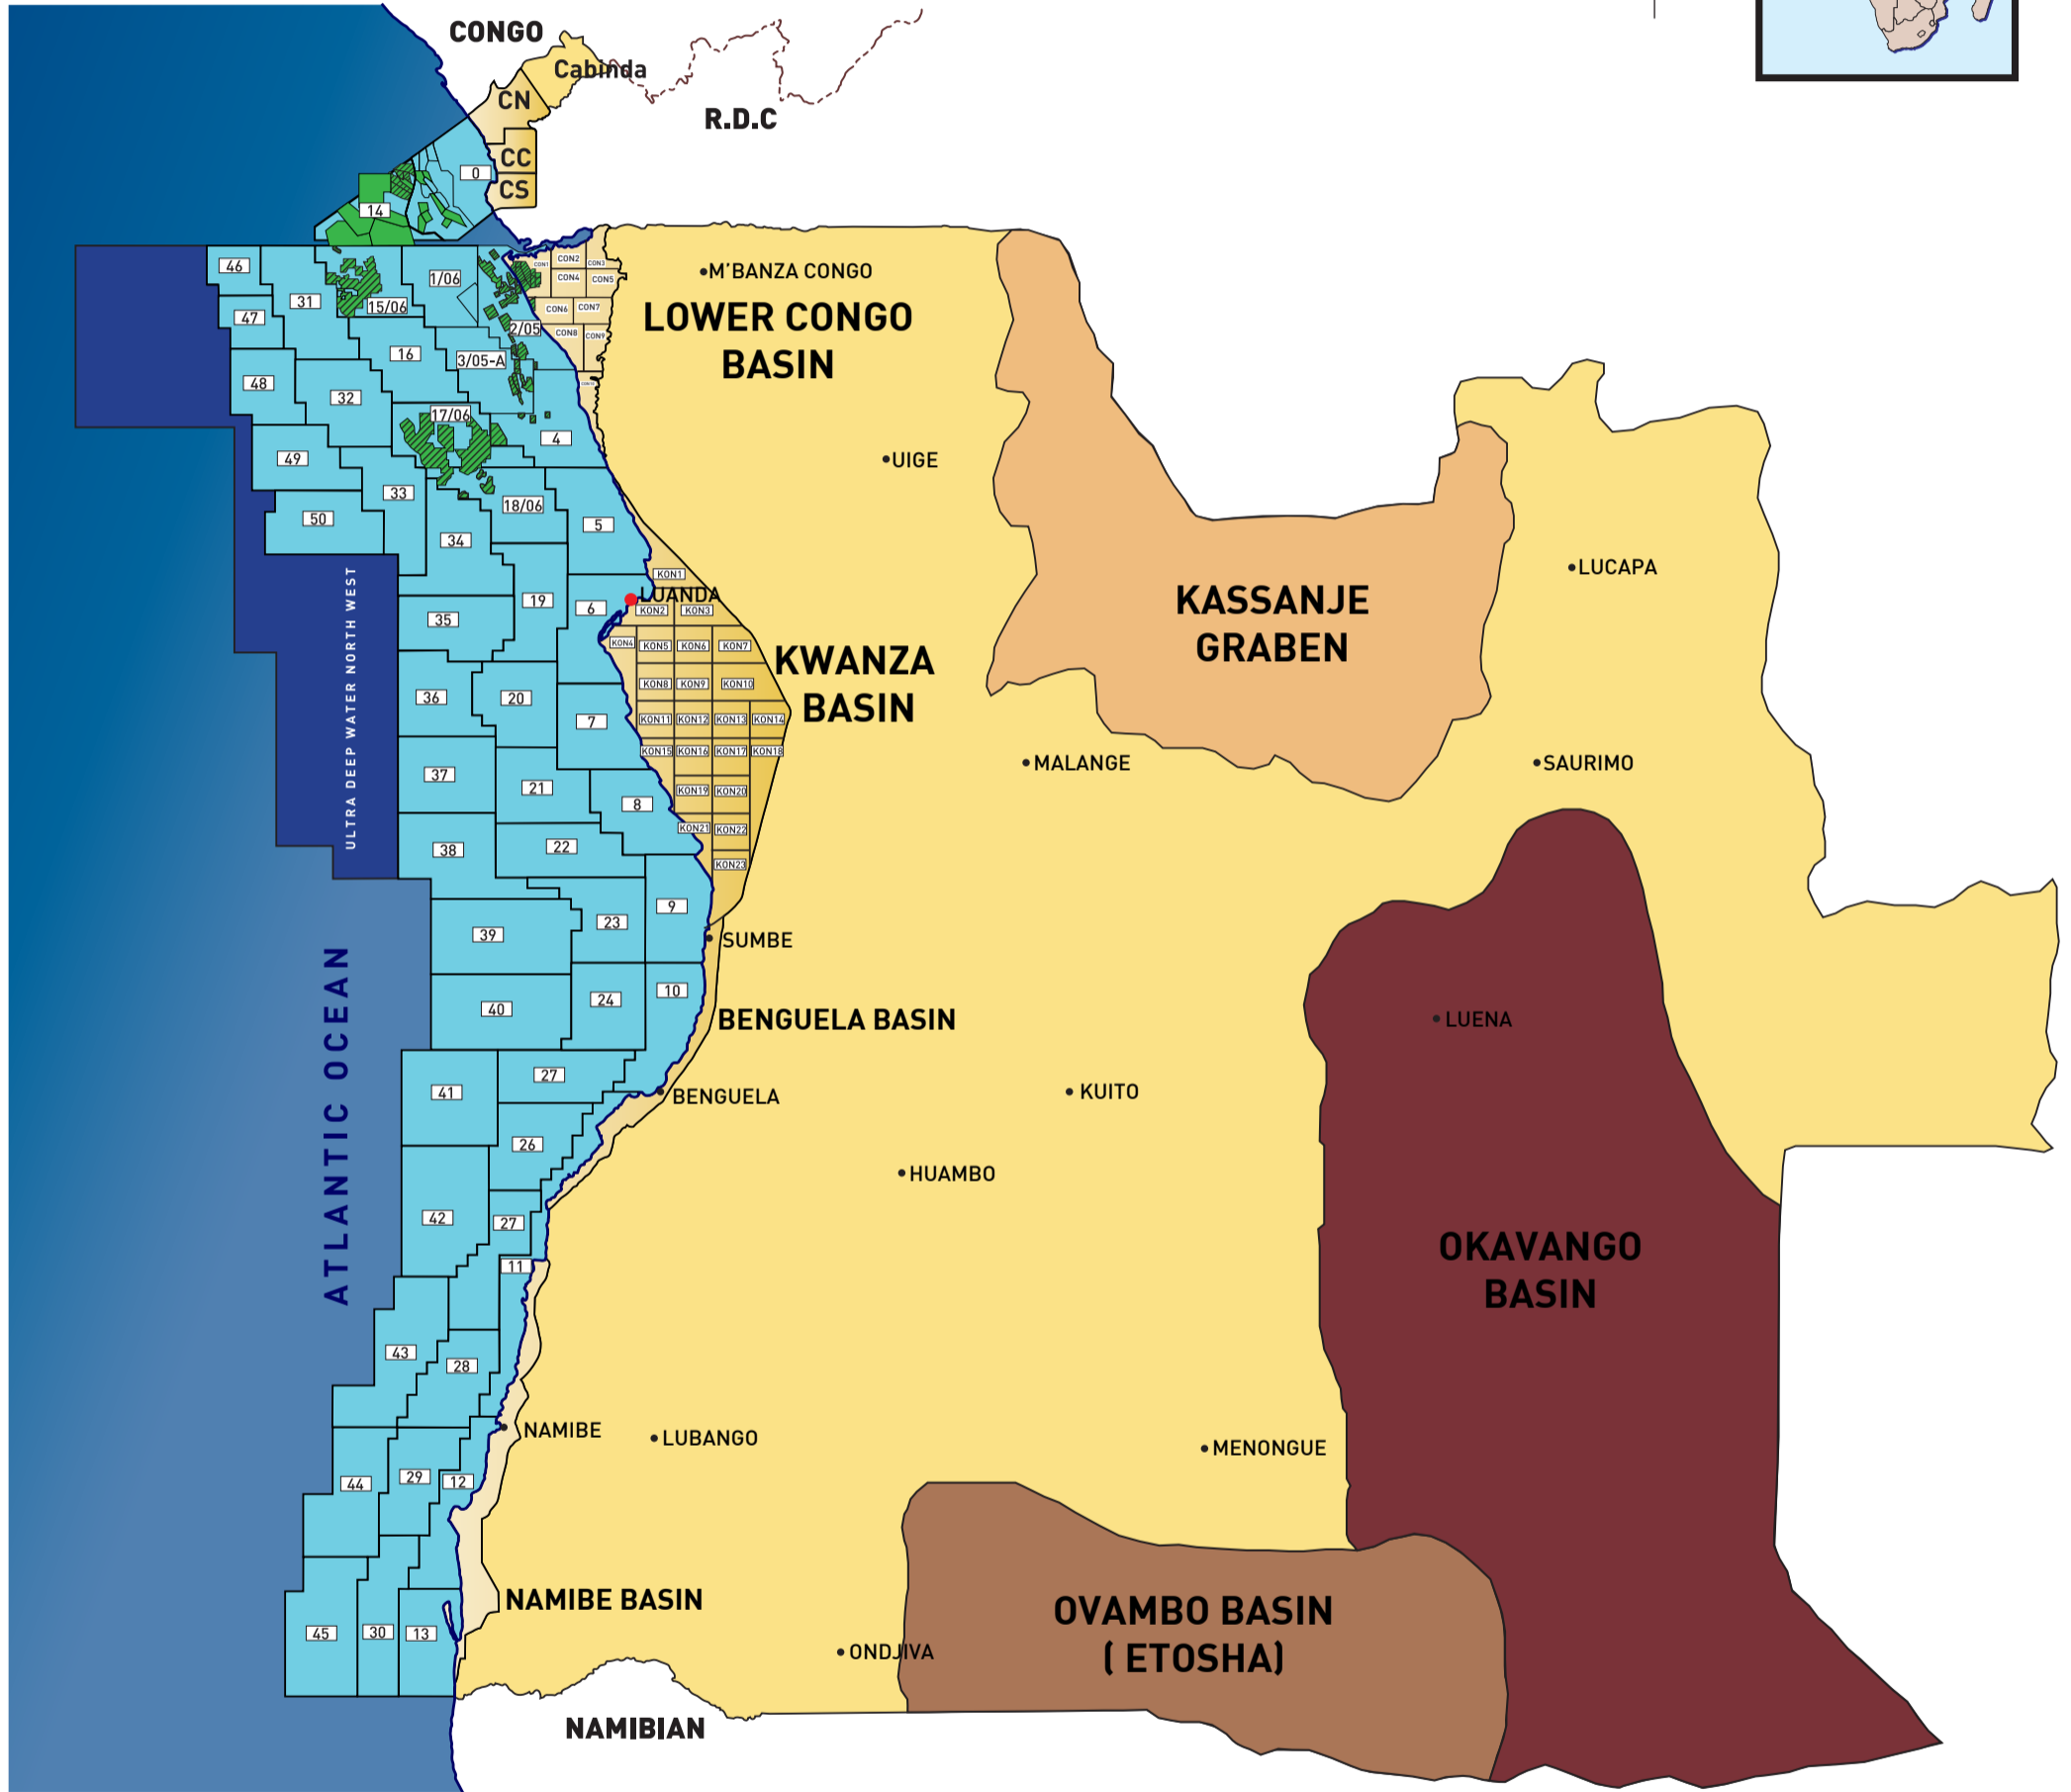 CONGO
Cabinda
CN
R.D.C
CC
0
CS
14
46
31
15/06
1/06
CON1
CON2
CON3
CON4
CON5
M'BANZA CONGO
47
CON6
CON7
LOWER CONGO
BASIN
2/05
CON8
CON9
16
3/05-A
48
32
CON10
17/06
4
49
UIGE
33
18/06
50
5
34
ULTRA DEEP WATER NORTH WEST
LUCAPA
KON1
LUANDA
KASSANJE
GRABEN
19
6
KON2
KON3
35
KON4
KON5
KON6
KON7
KWANZA
BASIN
36
20
KON8
KON9
KON10
7
KON11
KON12
KON13
KON14
KON15
KON16
KON17
KON18
MALANGE
SAURIMO
37
21
KON19
KON20
8
KON21
KON22
38
22
KON23
9
23
39
SUMBE
ATLANTIC OCEAN
10
24
40
BENGUELA BASIN
LUENA
27
41
BENGUELA
KUITO
26
HUAMBO
42
27
11
OKAVANGO
BASIN
43
28
NAMIBE
LUBANGO
MENONGUE
44
29
12
NAMIBE BASIN
OVAMBO BASIN
( ETOSHA)
45
30
13
ONDJIVA
NAMIBIAN